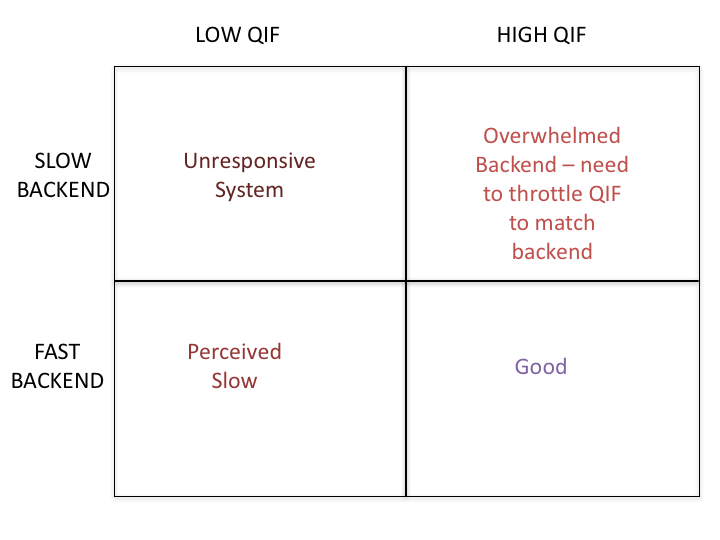 LOW QIF
HIGH QIF
SLOW
BACKEND
Unresponsive
System
Overwhelmed
Backend – need
to throttle QIF
to match
backend
FAST
BACKEND
Perceived
Slow
Good